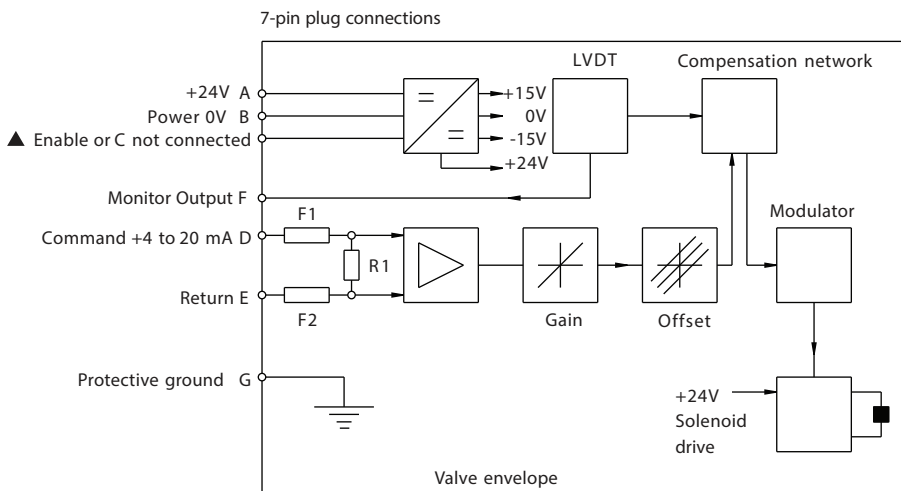 7-pin plug connections
LVDT
Compensation network
+24V A
+15V
Power 0V B
0V
▲ Enable or C not connected
-15V
+24V
Monitor Output F
F1
Modulator
Command +4 to 20 mA D
R1
Return E
F2
Gain
Offset
Protective ground G
+24V
Solenoid
drive
Valve envelope